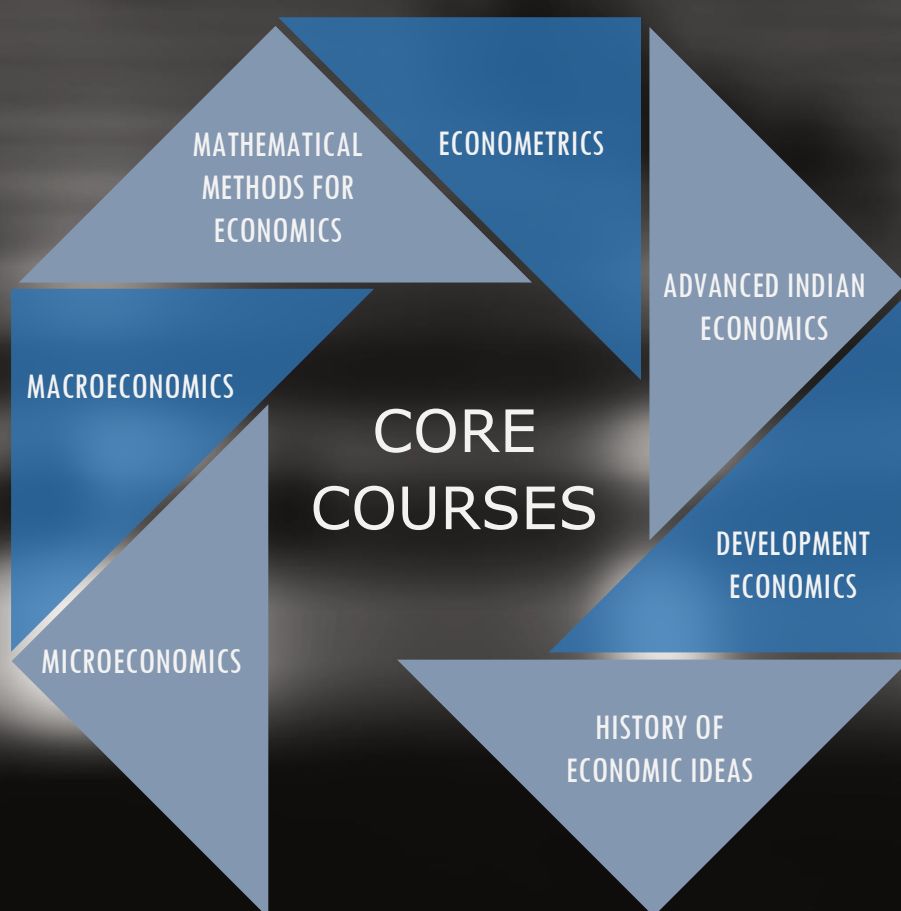 MATHEMATICAL
METHODS FOR
ECONOMICS
ECONOMETRICS
ADVANCED INDIAN
ECONOMICS
MACROECONOMICS
CORE
COURSES
DEVELOPMENT
ECONOMICS
MICROECONOMICS
HISTORY OF
ECONOMIC IDEAS